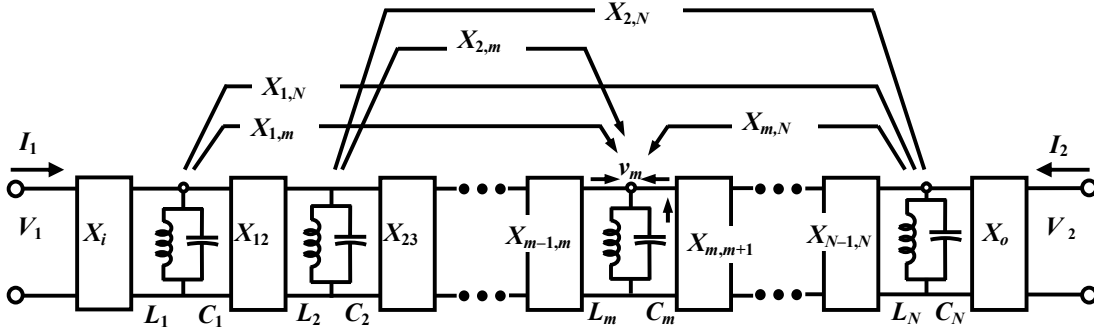 X2,N
X2,m
X1,N
X1,m
Xm,N
I1
I2
vm
V1
Xi
X12
X23
Xm−1,m
Xm,m+1
XN−1,N
Xo
V2
L1
C1
L2
C2
Lm
Cm
LN
CN